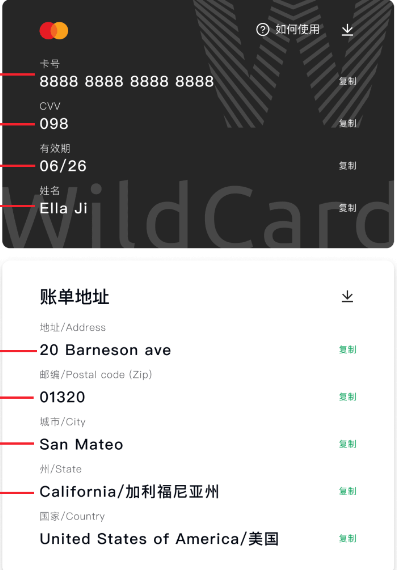 如何使用
卡号
8888 8888 8888 8888 复制
CVV
098 复制
有效期
06/26 复制
姓名
Ella Ji 复制
WildCard
账单地址
地址/Address
20 Barneson ave 复制
邮编/Postal code (Zip)
01320 复制
城市/City
San Mateo 复制
州/State
California/加利福尼亚州 复制
国家/Country
United States of America/美国 复制